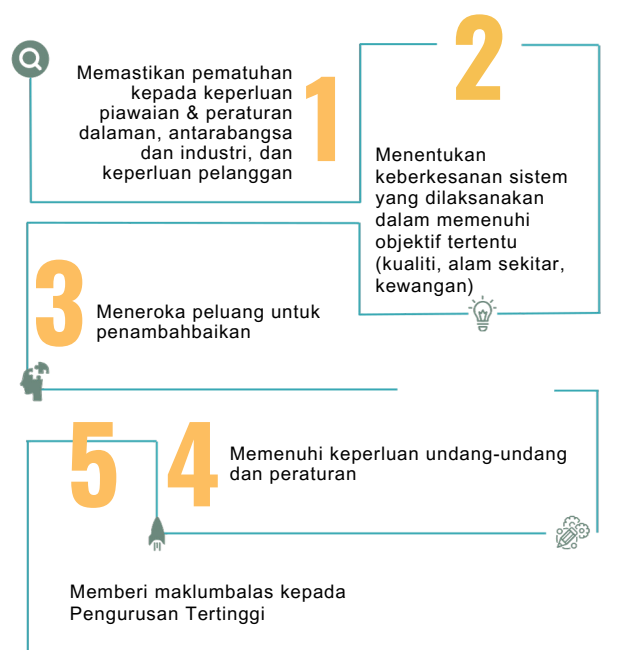 1
Memastikan pematuhan
kepada keperluan
piawaian & peraturan
dalaman, antarabangsa
dan industri, dan
keperluan pelanggan
2
Menentukan
keberkesanan sistem
yang dilaksanakan
dalam memenuhi
objektif tertentu
(kualiti, alam sekitar,
kewangan)
3
Meneroka peluang untuk
penambahbaikan
4
Memenuhi keperluan undang-undang
dan peraturan
5
Memberi maklumbalas kepada
Pengurusan Tertinggi